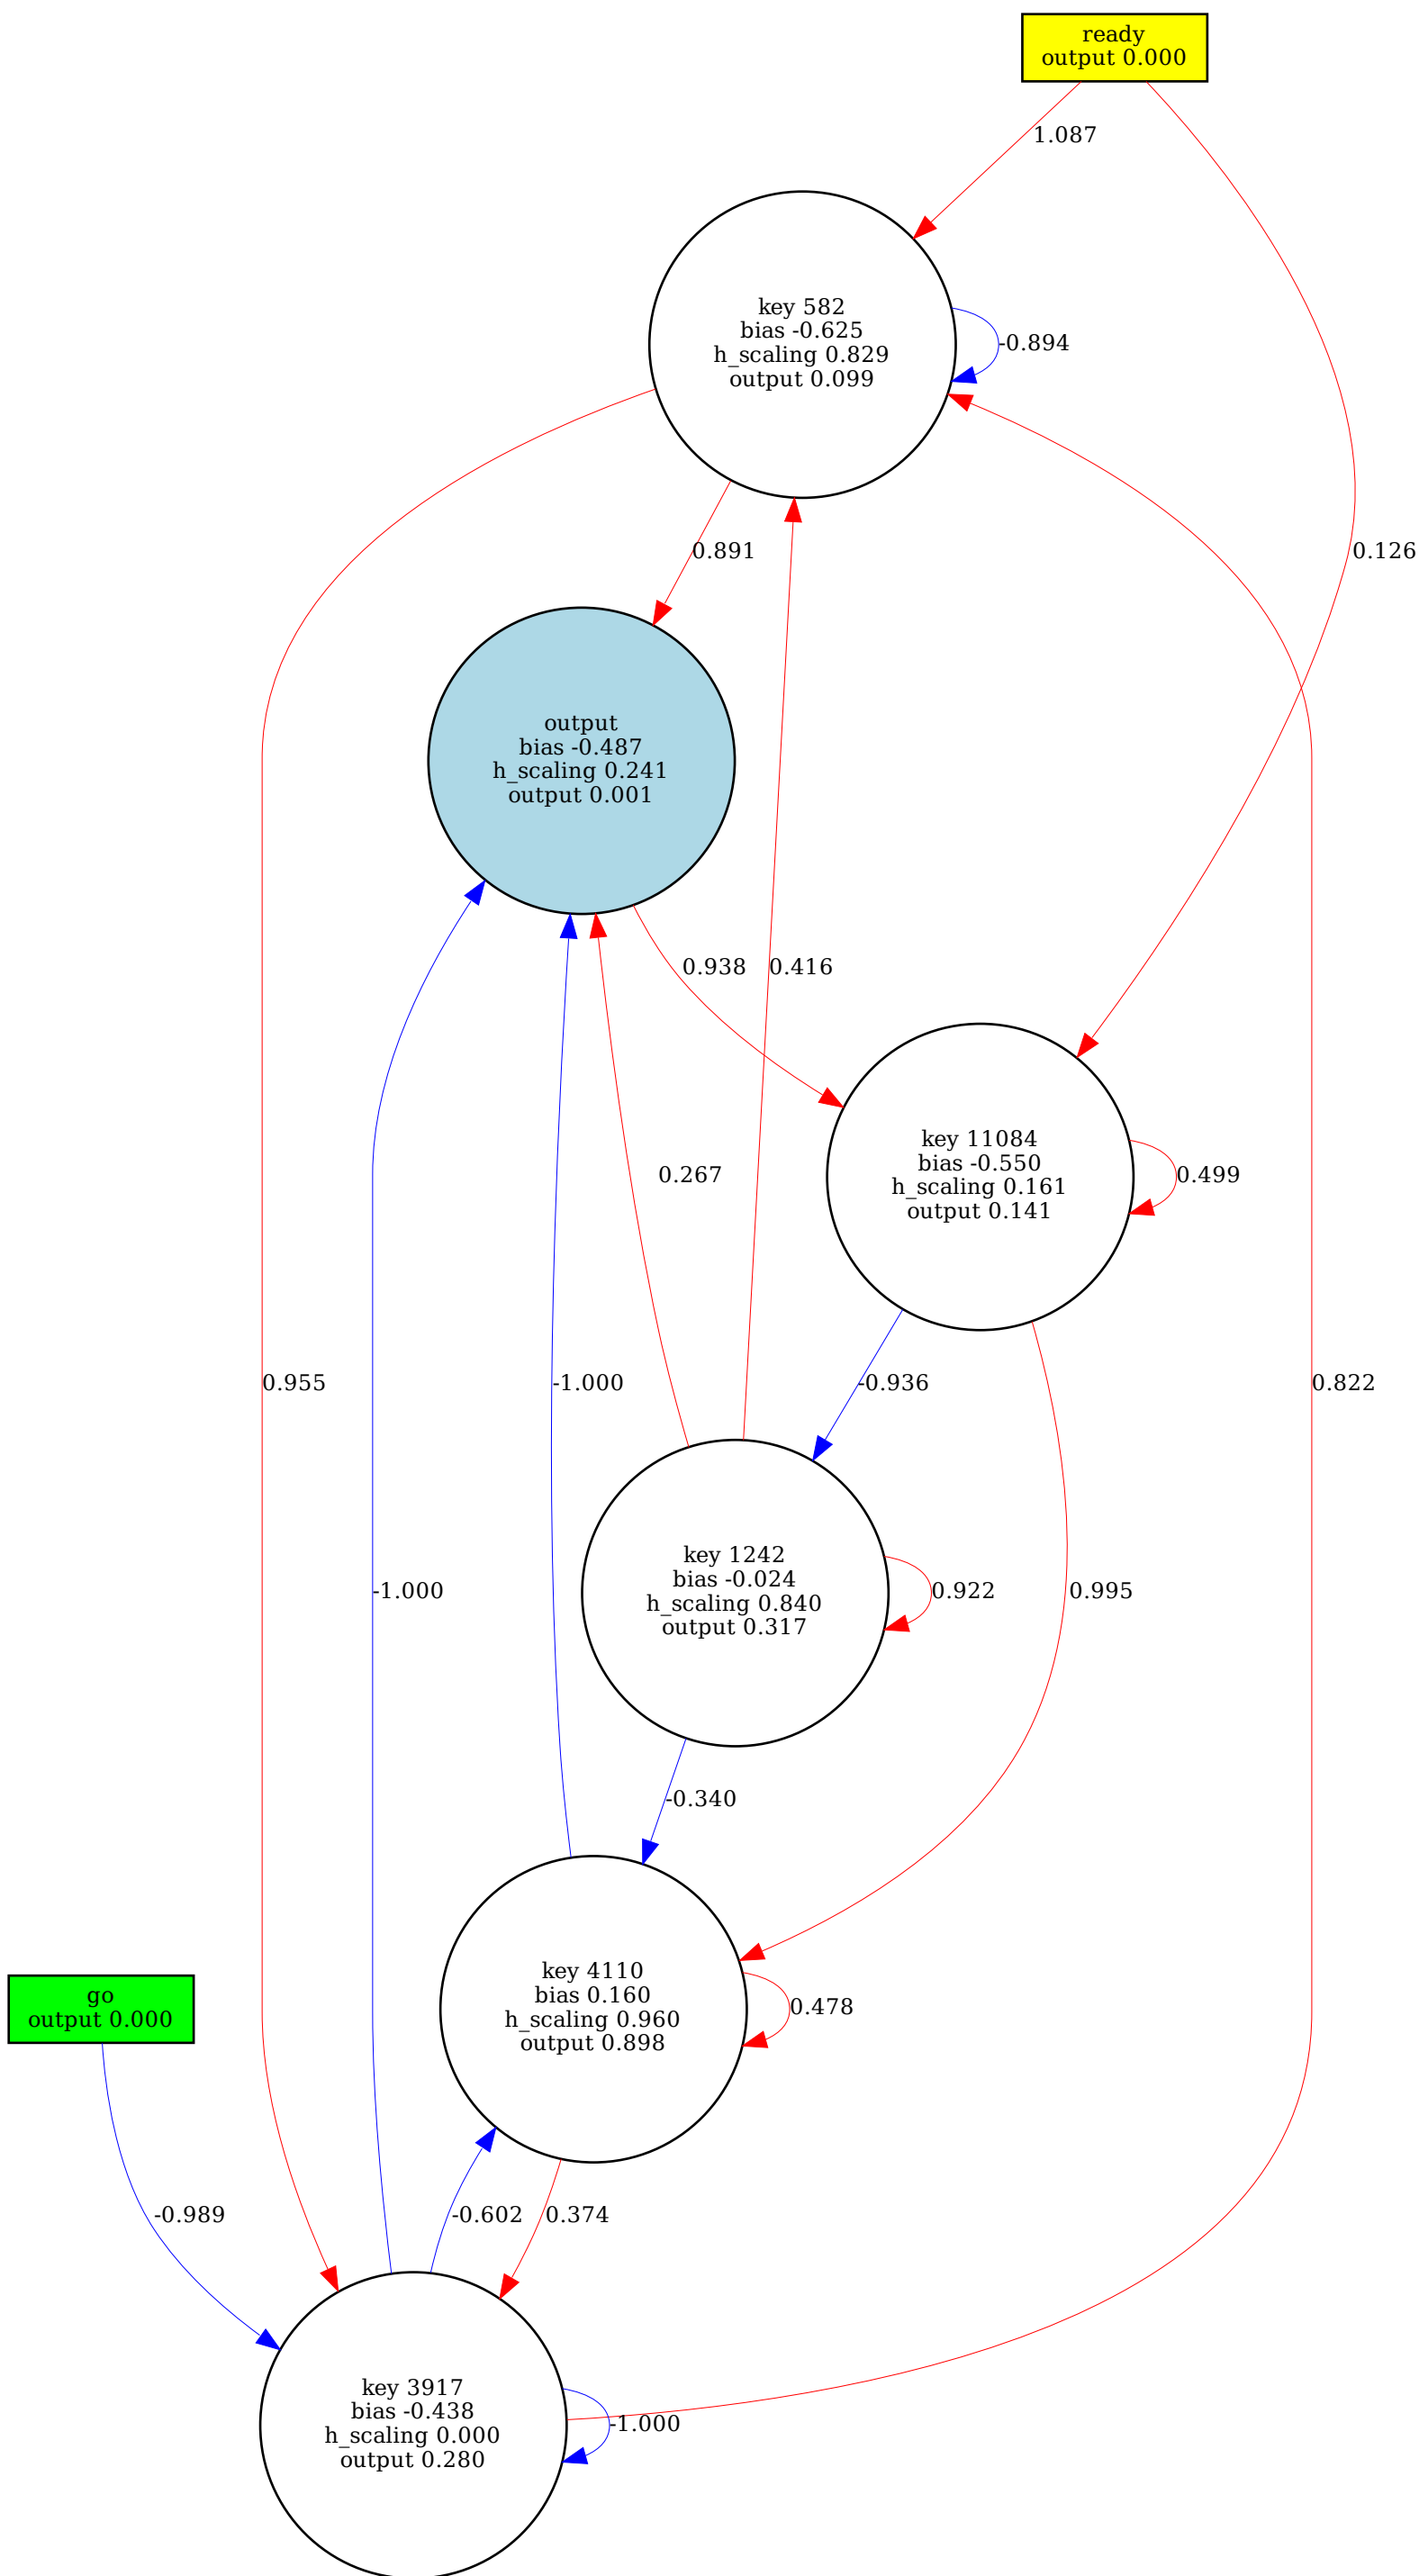 ready
output 0.000
1.087
key 582
bias -0.625
h_scaling 0.829
output 0.099
-0.894
0.891
0.126
output
bias -0.487
h_scaling 0.241
output 0.001
0.938
0.416
key 11084
bias -0.550
h_scaling 0.161
output 0.141
0.267
0.499
0.955
-1.000
-0.936
0.822
key 1242
bias -0.024
h_scaling 0.840
output 0.317
-1.000
0.922
0.995
-0.340
key 4110
bias 0.160
h_scaling 0.960
output 0.898
go
output 0.000
0.478
-0.989
-0.602
0.374
key 3917
bias -0.438
h_scaling 0.000
output 0.280
-1.000